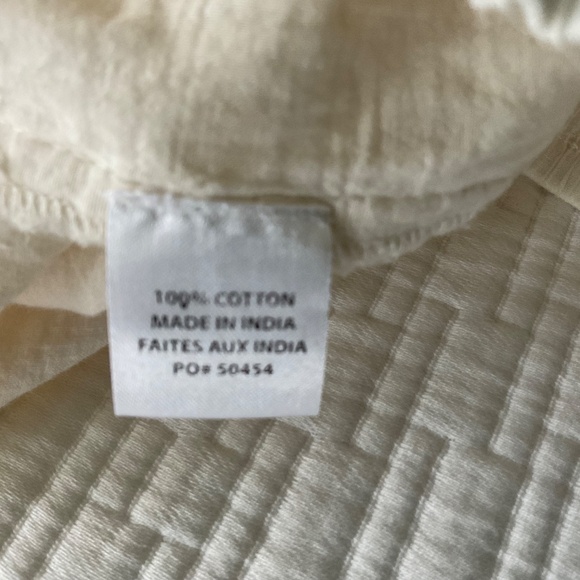 100% COTTON
MADE IN INDIA
FAITES AUX INDIA
PO# 50454